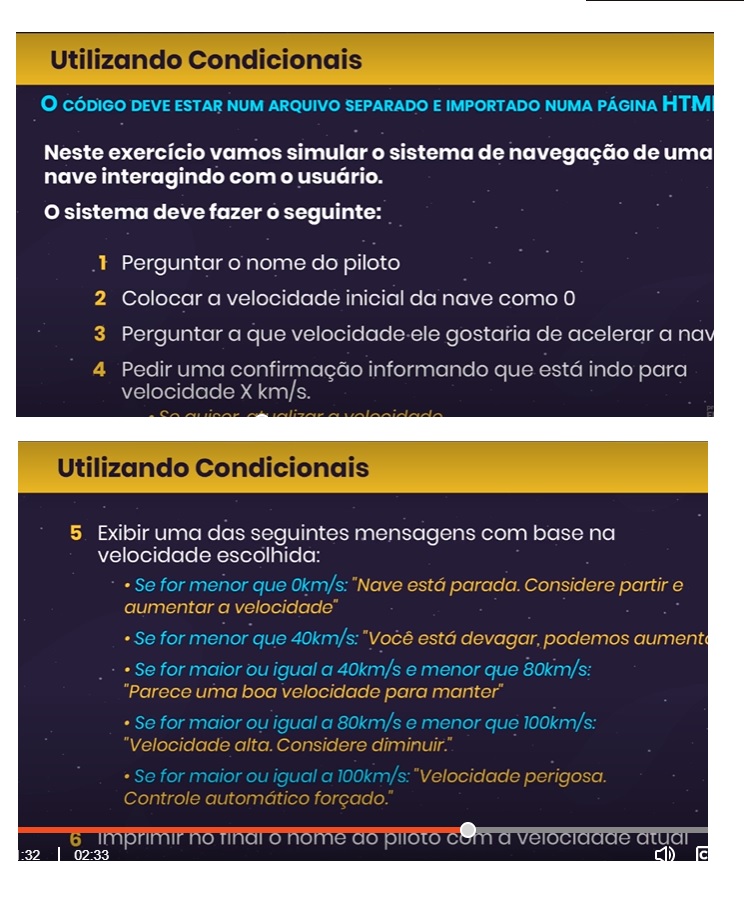 Utilizando Condicionais
O CÓDIGO DEVE ESTAR NUM ARQUIVO SEPARADO E IMPORTADO NUMA PÁGINA HTM
Neste exercício vamos simular o sistema de navegação de uma
nave interagindo com o usuário.
O sistema deve fazer o seguinte:
1 Perguntar o nome do piloto
2 Colocar a velocidade inicial da nave como 0
3 Perguntar a que velocidade ele gostaria de acelerar a nav
4 Pedir uma confirmação informando que está indo para
velocidade X km/s.
• Se quiser, atualizar a velocidade
Utilizando Condicionais
5 Exibir uma das seguintes mensagens com base na
velocidade escolhida:
• Se for menor que 0km/s: "Nave está parada. Considere partir e
aumentar a velocidade"
• Se for menor que 40km/s: "Você está devagar, podemos aument
• Se for maior ou igual a 40km/s e menor que 80km/s:
"Parece uma boa velocidade para manter"
• Se for maior ou igual a 80km/s e menor que 100km/s:
"Velocidade alta. Considere diminuir."
• Se for maior ou igual a 100km/s: "Velocidade perigosa.
Controle automático forçado."
6 Imprimir no final o nome do piloto com a velocidade atual
:32 | 02:33